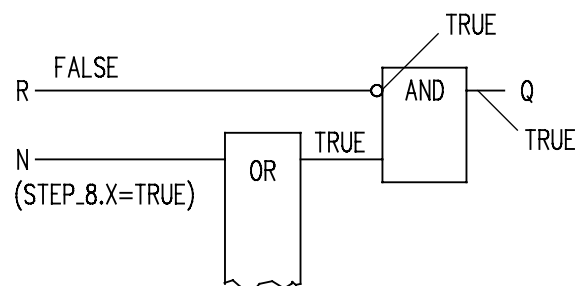 TRUE
R FALSE AND Q
TRUE
N TRUE
OR
(STEP_8.X=TRUE)